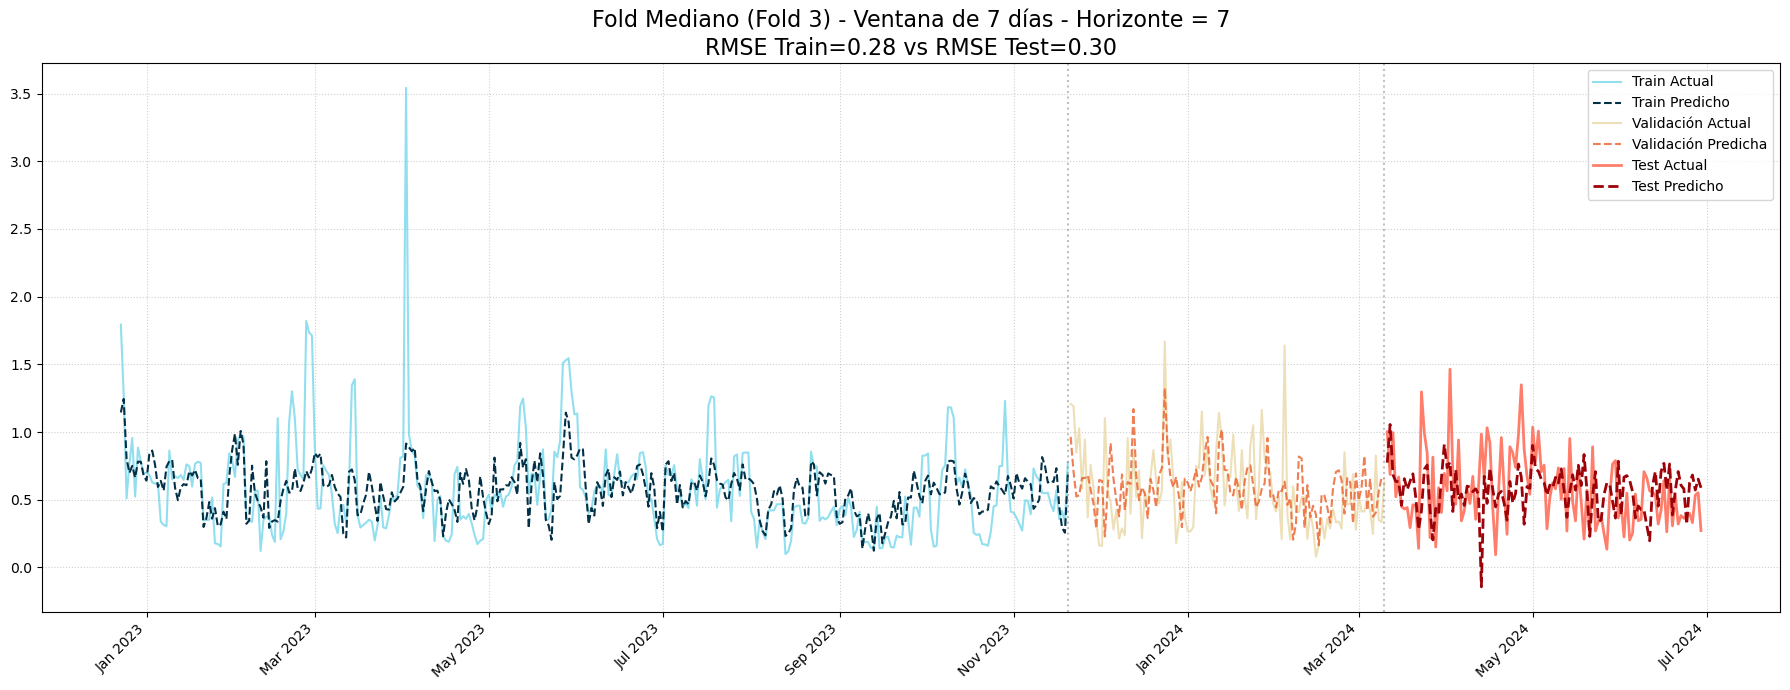 Fold Mediano (Fold 3) - Ventana de 7 días - Horizonte = 7
RMSE Train=0.28 vs RMSE Test=0.30
Train Actual
Train Predicho
Validación Actual
Validación Predicha
Test Actual
Test Predicho
3.5
3.0
2.5
2.0
1.5
1.0
0.5
0.0
Jan 2023
Mar 2023
May 2023
Jul 2023
Sep 2023
Nov 2023
Jan 2024
Mar 2024
May 2024
Jul 2024